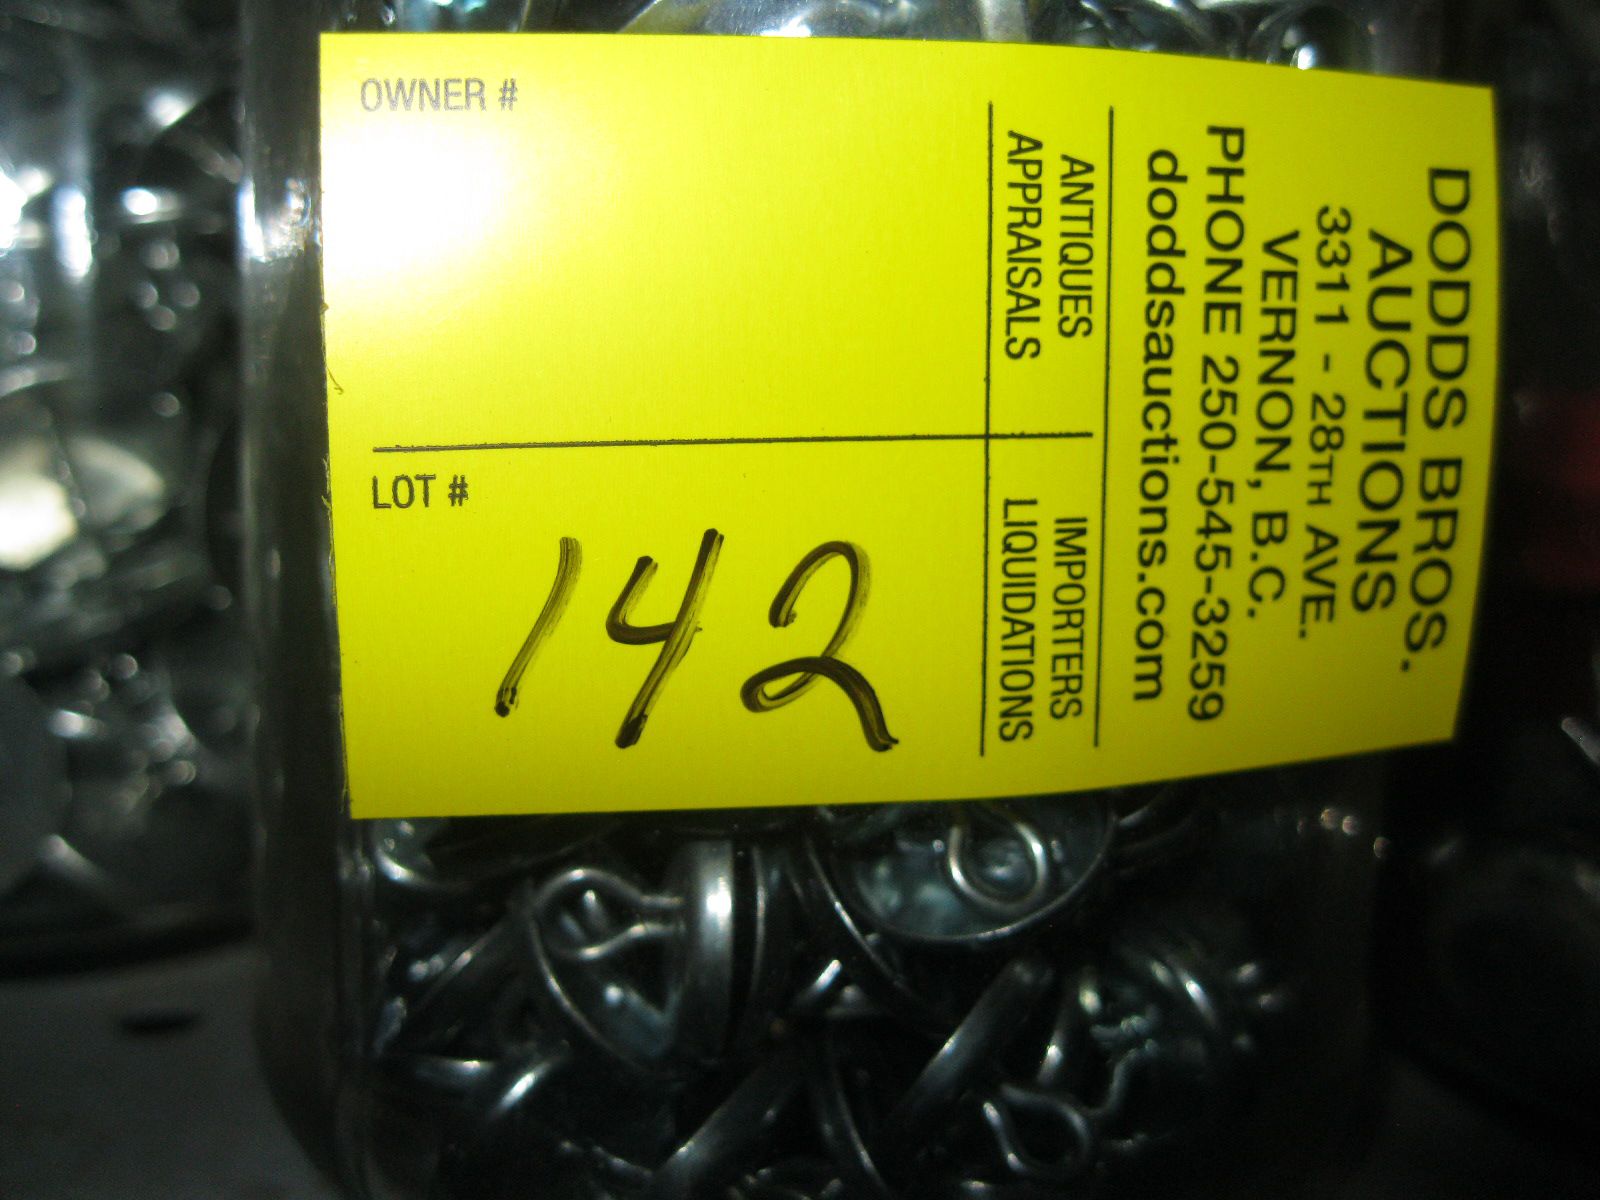 DODDS BROS.
AUCTIONS
3311 - 28TH AVE.
VERNON, B.C.
PHONE 250-545-3259
doddsauctions.com
ANTIQUES
APPRAISALS
IMPORTERS
LIQUIDATIONS
OWNER #
LOT #
142